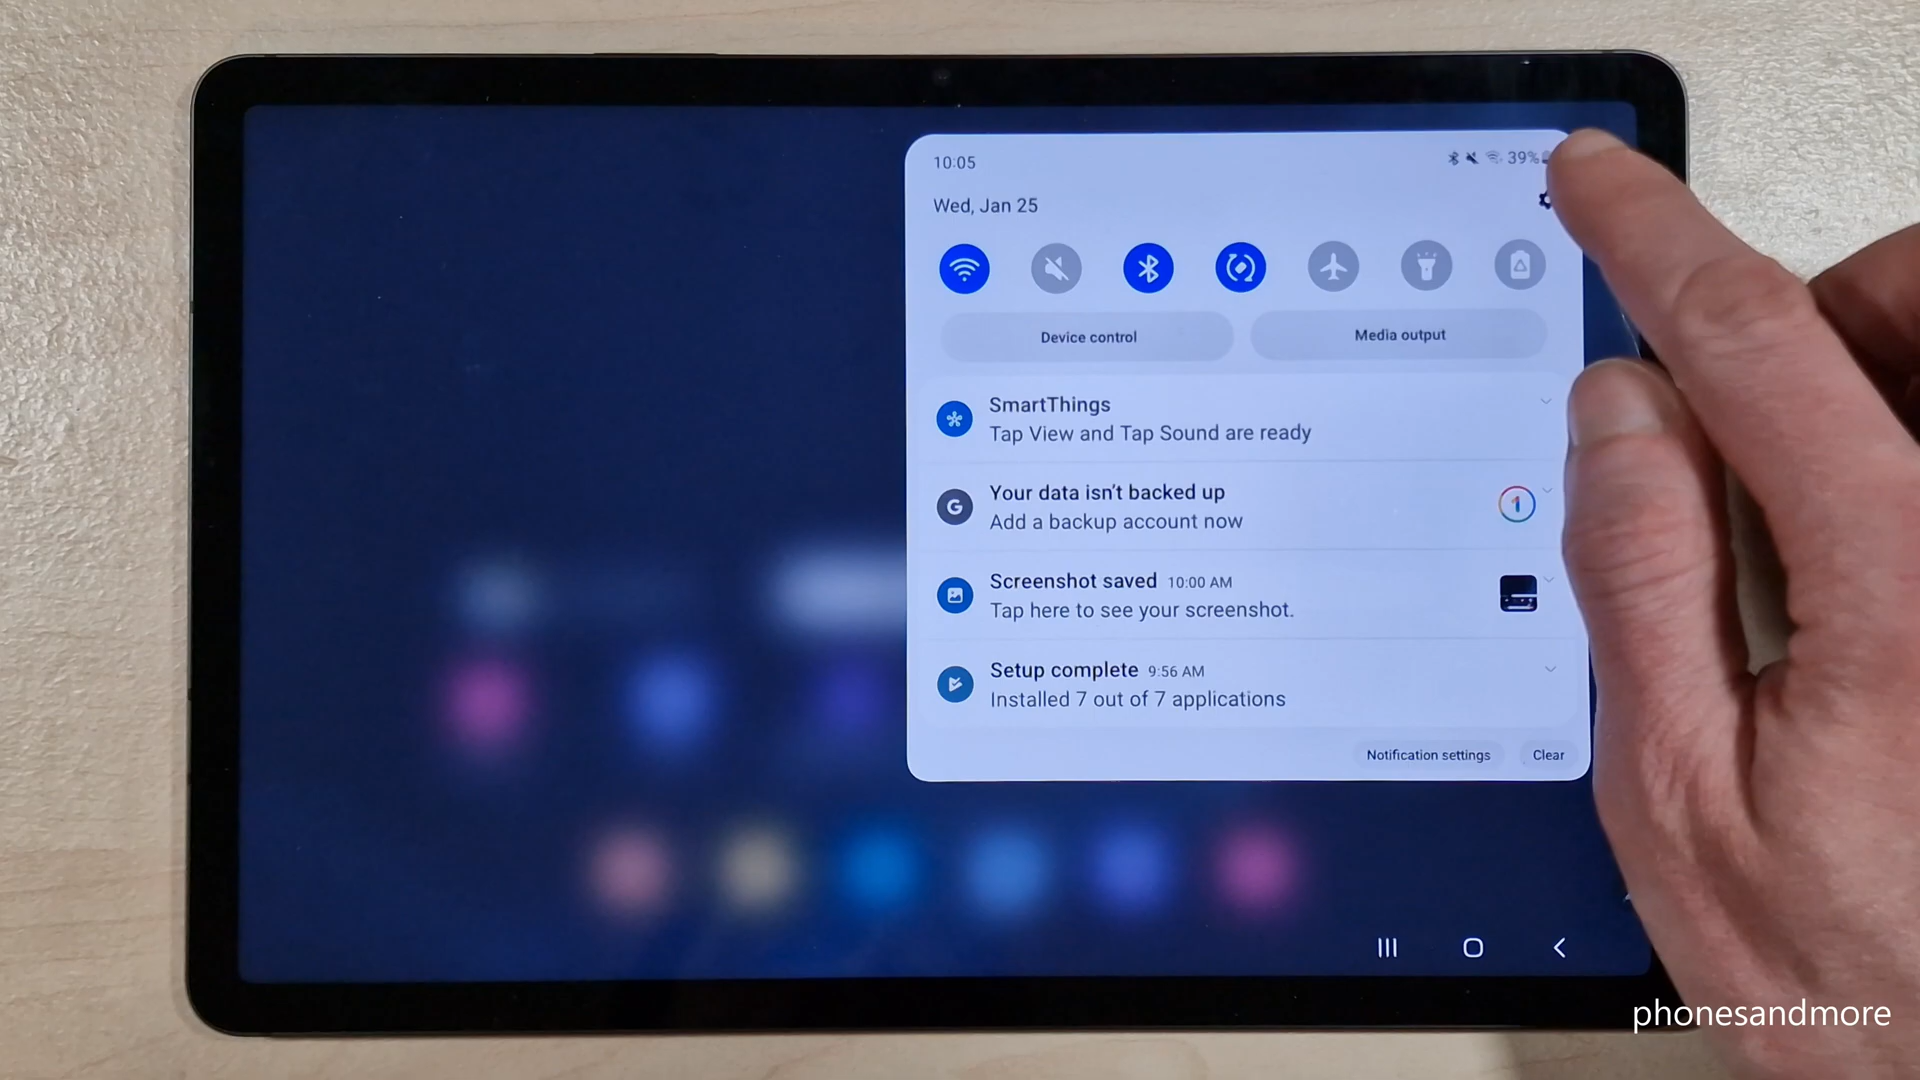 10:05
39%
Wed, Jan 25
Device control
Media output
SmartThings
Tap View and Tap Sound are ready
G
Your data isn't backed up
Add a backup account now
1
Screenshot saved 10:00 AM
Tap here to see your screenshot.
Setup complete 9:56 AM
Installed 7 out of 7 applications
Notification settings
Clear
phonesandmore